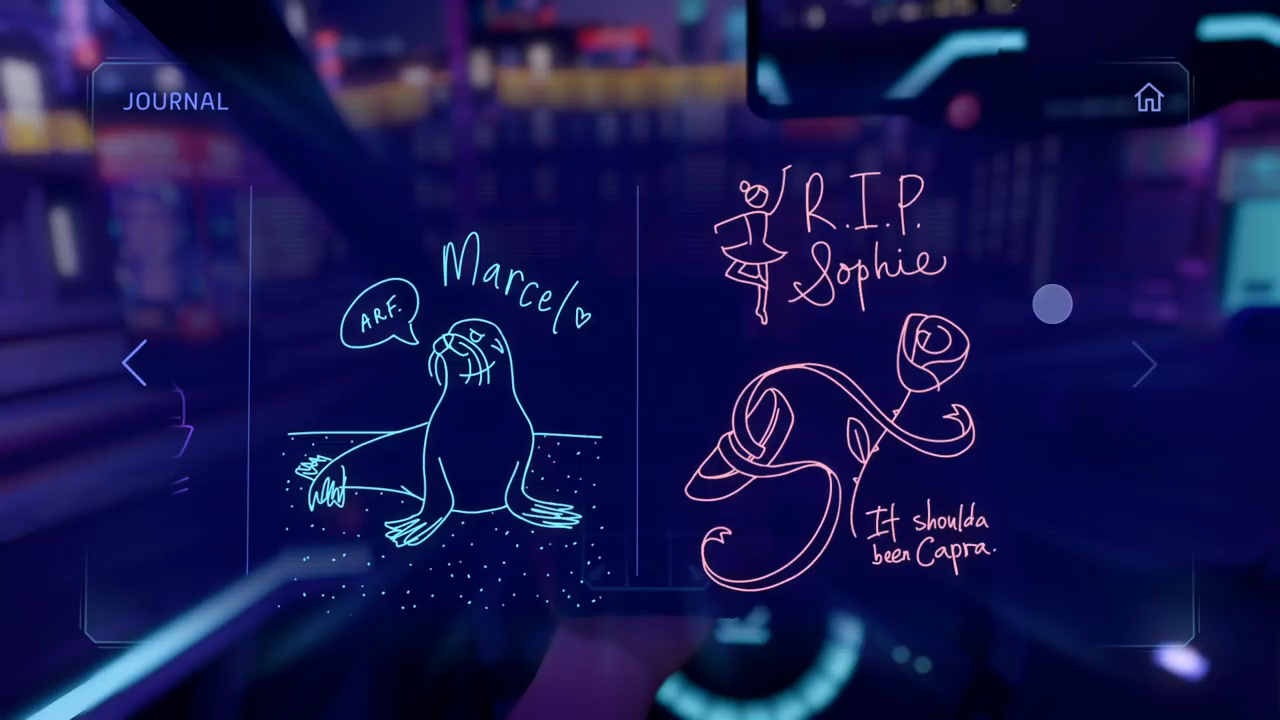 JOURNAL
Marcel
ARF.
R.I.P.
Sophie
It shoulda
been Capra.